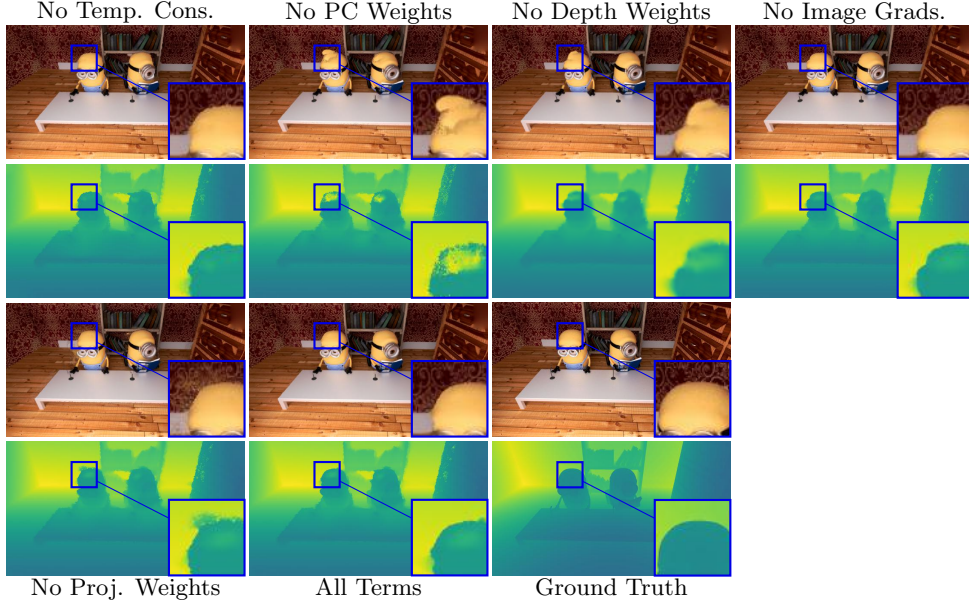 No Temp. Cons.
No PC Weights
No Depth Weights
No Image Grads.
No Proj. Weights
All Terms
Ground Truth